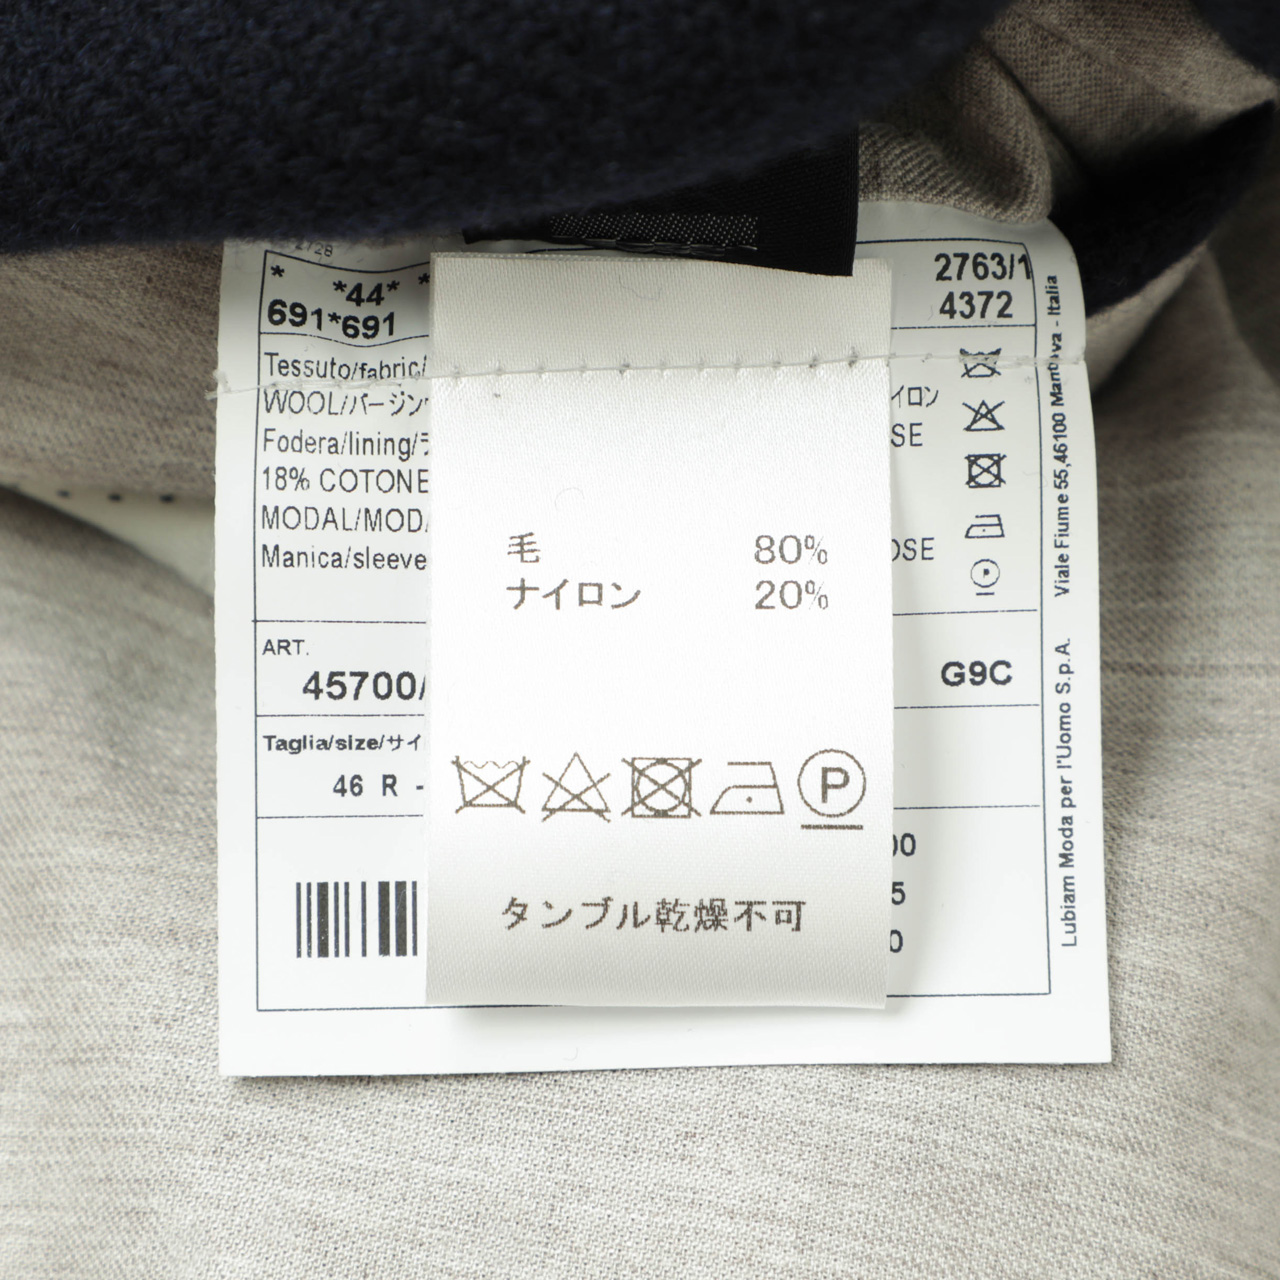 *
*44* *
691*691
2763/1
4372
Tessuto/fabric/
WOOL/バージン
イロン
Fodera/lining/
SE
18% COTONE
MODAL/MOD
Manica/sleeve
OSE
ART.
45700/
G9C
Taglia/size/サイ
46 R -
00
5
0
毛 80%
ナイロン 20%
P
タンブル乾燥不可
Lubiam Moda per l'Uomo S.p.A. Viale Fiume 55,46100 Mantova - Italia